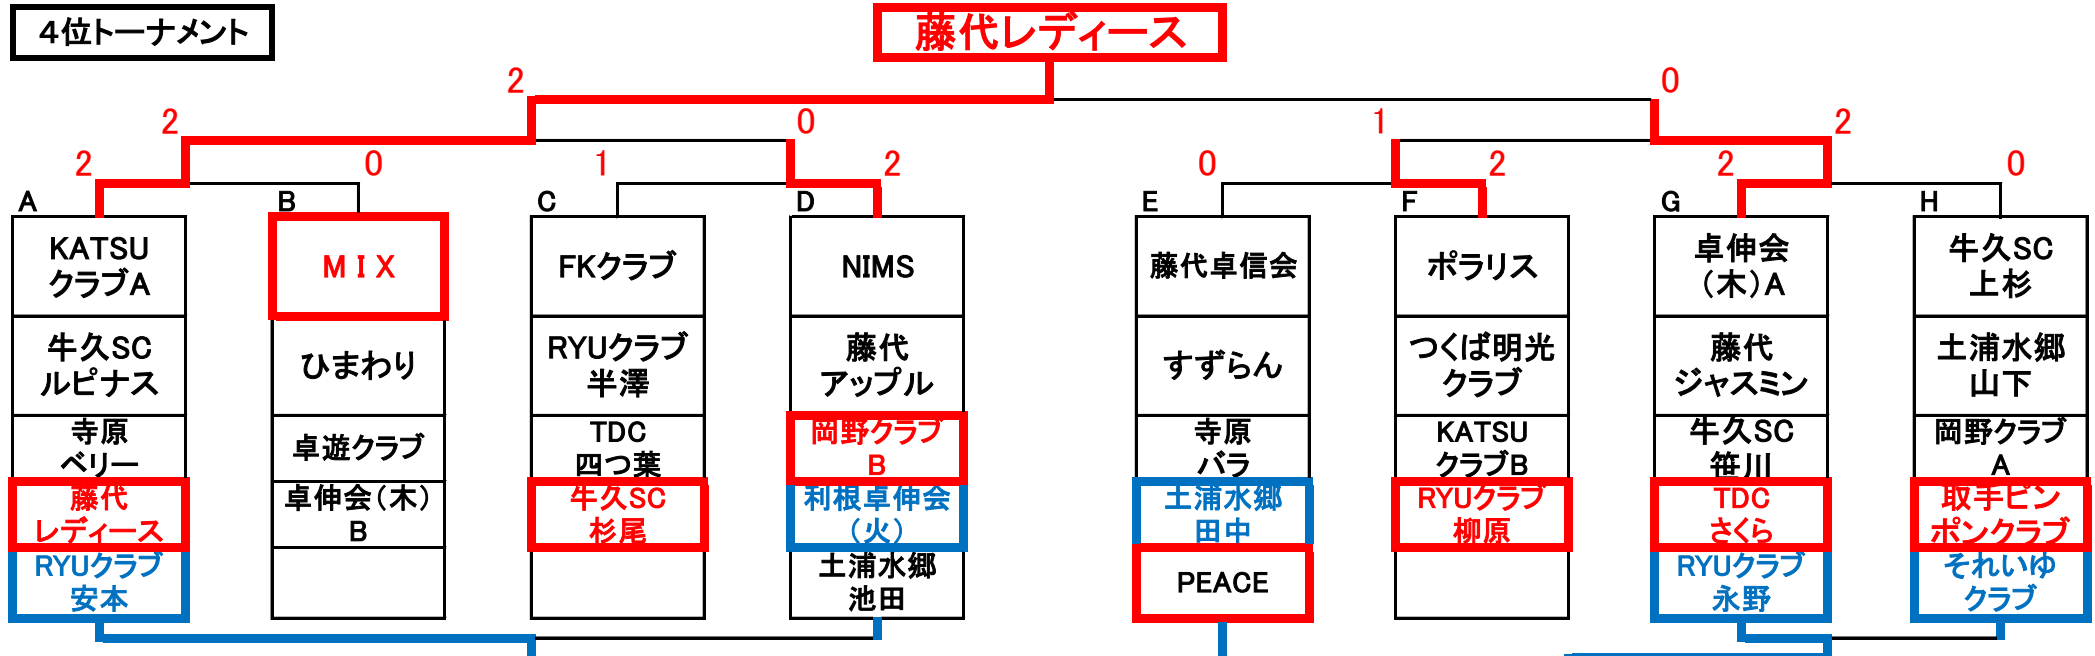 4位トーナメント
藤代レディース
2
0
2
0
1
2
2
0
1
2
0
2
2
0
A
B
C
D
E
F
G
H
KATSU
クラブA
ＭＩＸ
FKクラブ
NIMS
藤代卓信会
ポラリス
卓伸会
（木）A
牛久SC
上杉
牛久SC
ルピナス
ひまわり
RYUクラブ
半澤
藤代
アップル
すずらん
つくば明光
クラブ
藤代
ジャスミン
土浦水郷
山下
寺原
ベリー
卓遊クラブ
TDC
四つ葉
岡野クラブ
B
寺原
バラ
KATSU
クラブB
牛久SC
笹川
岡野クラブ
A
藤代
レディース
卓伸会（木）
B
牛久SC
杉尾
利根卓伸会
（火）
土浦水郷
田中
RYUクラブ
柳原
TDC
さくら
取手ピン
ポンクラブ
RYUクラブ
安本
土浦水郷
池田
PEACE
RYUクラブ
永野
それいゆ
クラブ